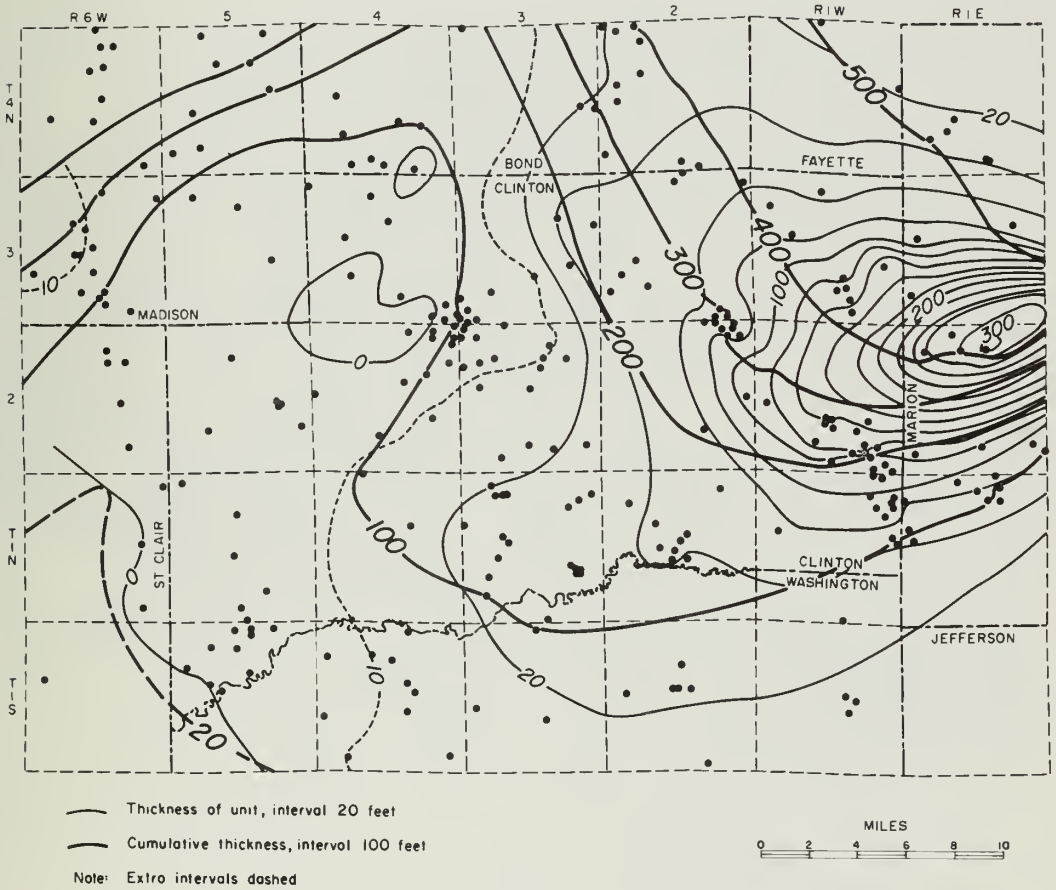 R 6 W 5 4 3 2 R I W R I E
T 4 N
500
20
BOND
FAYETTE
CLINTON
3
400
10
300
100
200
MADISON
300
0
200
2
MARION
100
ST CLAIR
T I N
CLINTON
0
WASHINGTON
JEFFERSON
20
10
T I S
20
Thickness of unit, interval 20 feet
Cumulative thickness, interval 100 feet
Note: Extro intervals dashed
MILES
0 2 4 6 8 10